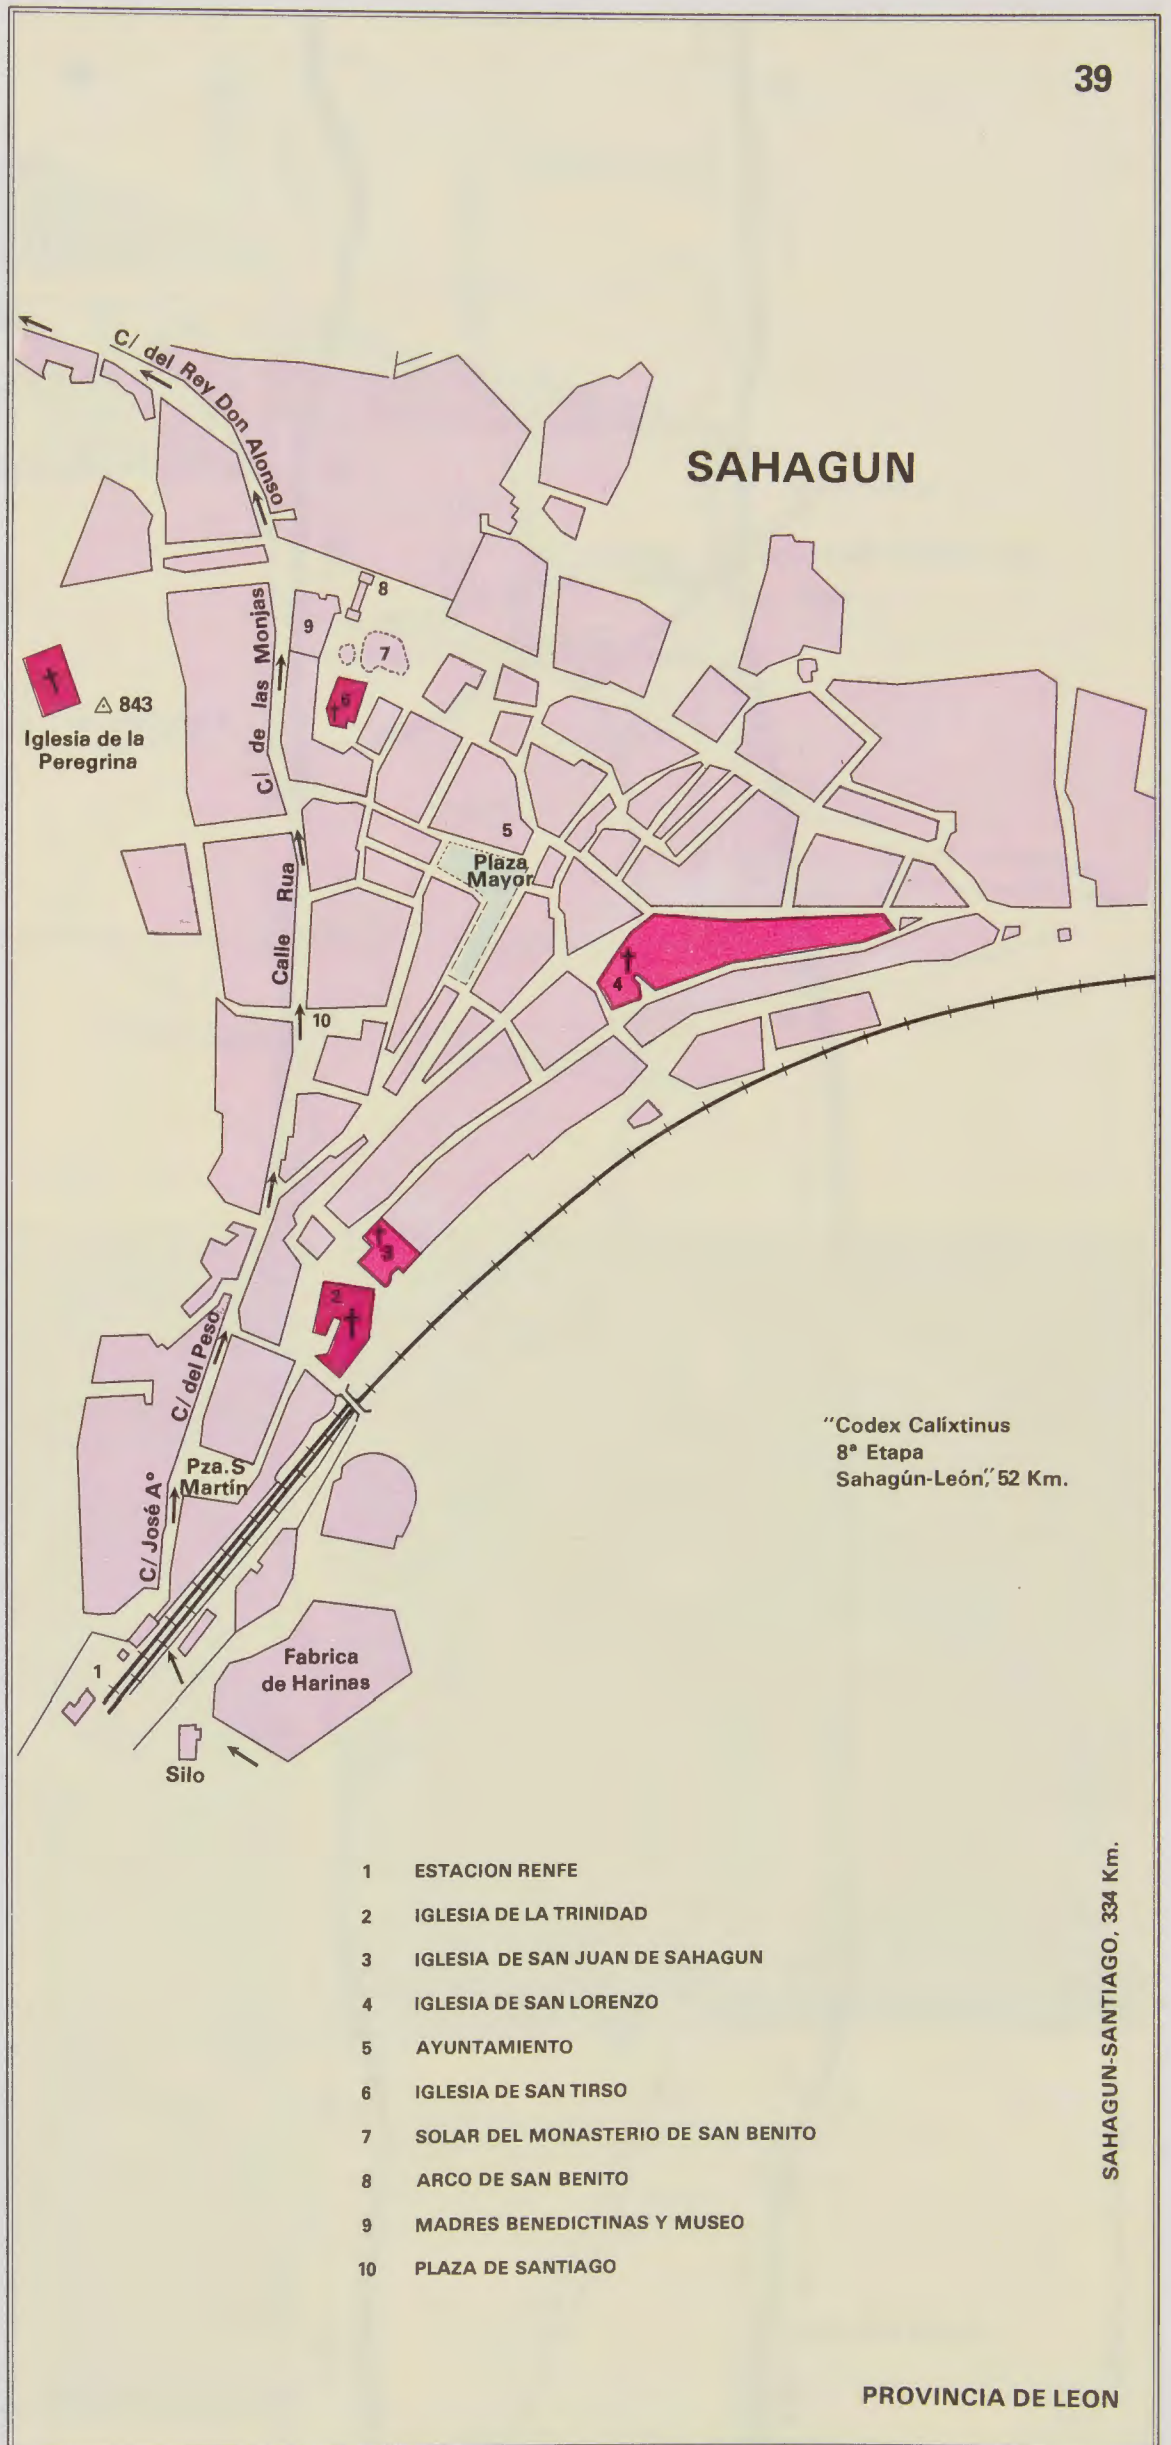 39
C/ del Rey Don Alonso
SAHAGUN
8
9
7
C/ de las Monjas
6
△ 843
Iglesia de la
Peregrina
5
Plaza
Mayor
Calle Rua
4
10
3
2
C/ del Peso
"Codex Calíxtinus
8ª Etapa
Sahagún-León," 52 Km.
Pza. S
Martín
C/ José Aº
Fabrica
de Harinas
1
Silo
1 ESTACION RENFE
2 IGLESIA DE LA TRINIDAD
3 IGLESIA DE SAN JUAN DE SAHAGUN
4 IGLESIA DE SAN LORENZO
5 AYUNTAMIENTO
6 IGLESIA DE SAN TIRSO
7 SOLAR DEL MONASTERIO DE SAN BENITO
8 ARCO DE SAN BENITO
9 MADRES BENEDICTINAS Y MUSEO
10 PLAZA DE SANTIAGO
SAHAGUN-SANTIAGO, 334 Km.
PROVINCIA DE LEON